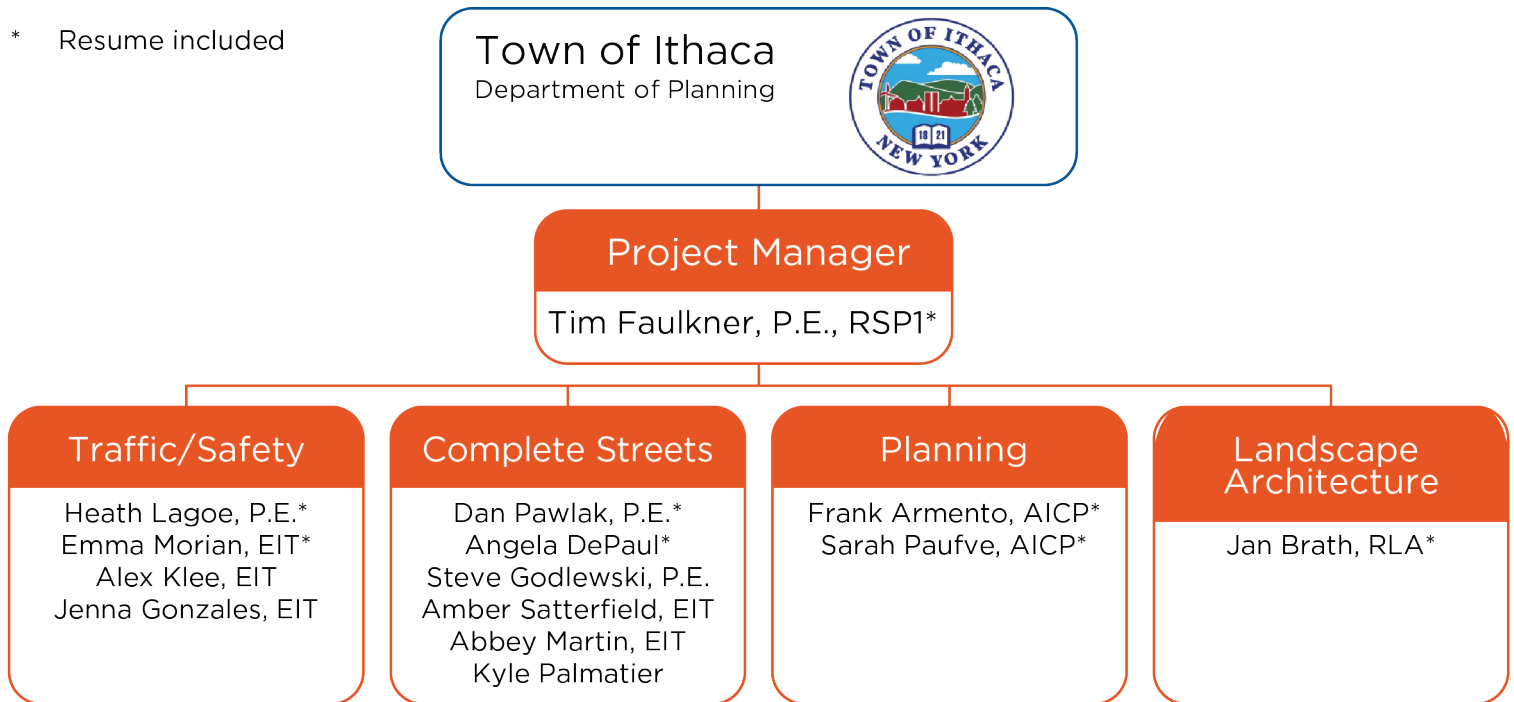 * Resume included
Town of Ithaca
Department of Planning
TOWN OF ITHACA
18 21
NEW YORK
Project Manager
Tim Faulkner, P.E., RSP1*
Traffic/Safety
Heath Lagoe, P.E.*
Emma Morian, EIT*
Alex Klee, EIT
Jenna Gonzales, EIT
Complete Streets
Dan Pawlak, P.E.*
Angela DePaul*
Steve Godlewski, P.E.
Amber Satterfield, EIT
Abbey Martin, EIT
Kyle Palmatier
Planning
Frank Armento, AICP*
Sarah Paufve, AICP*
Landscape
Architecture
Jan Brath, RLA*